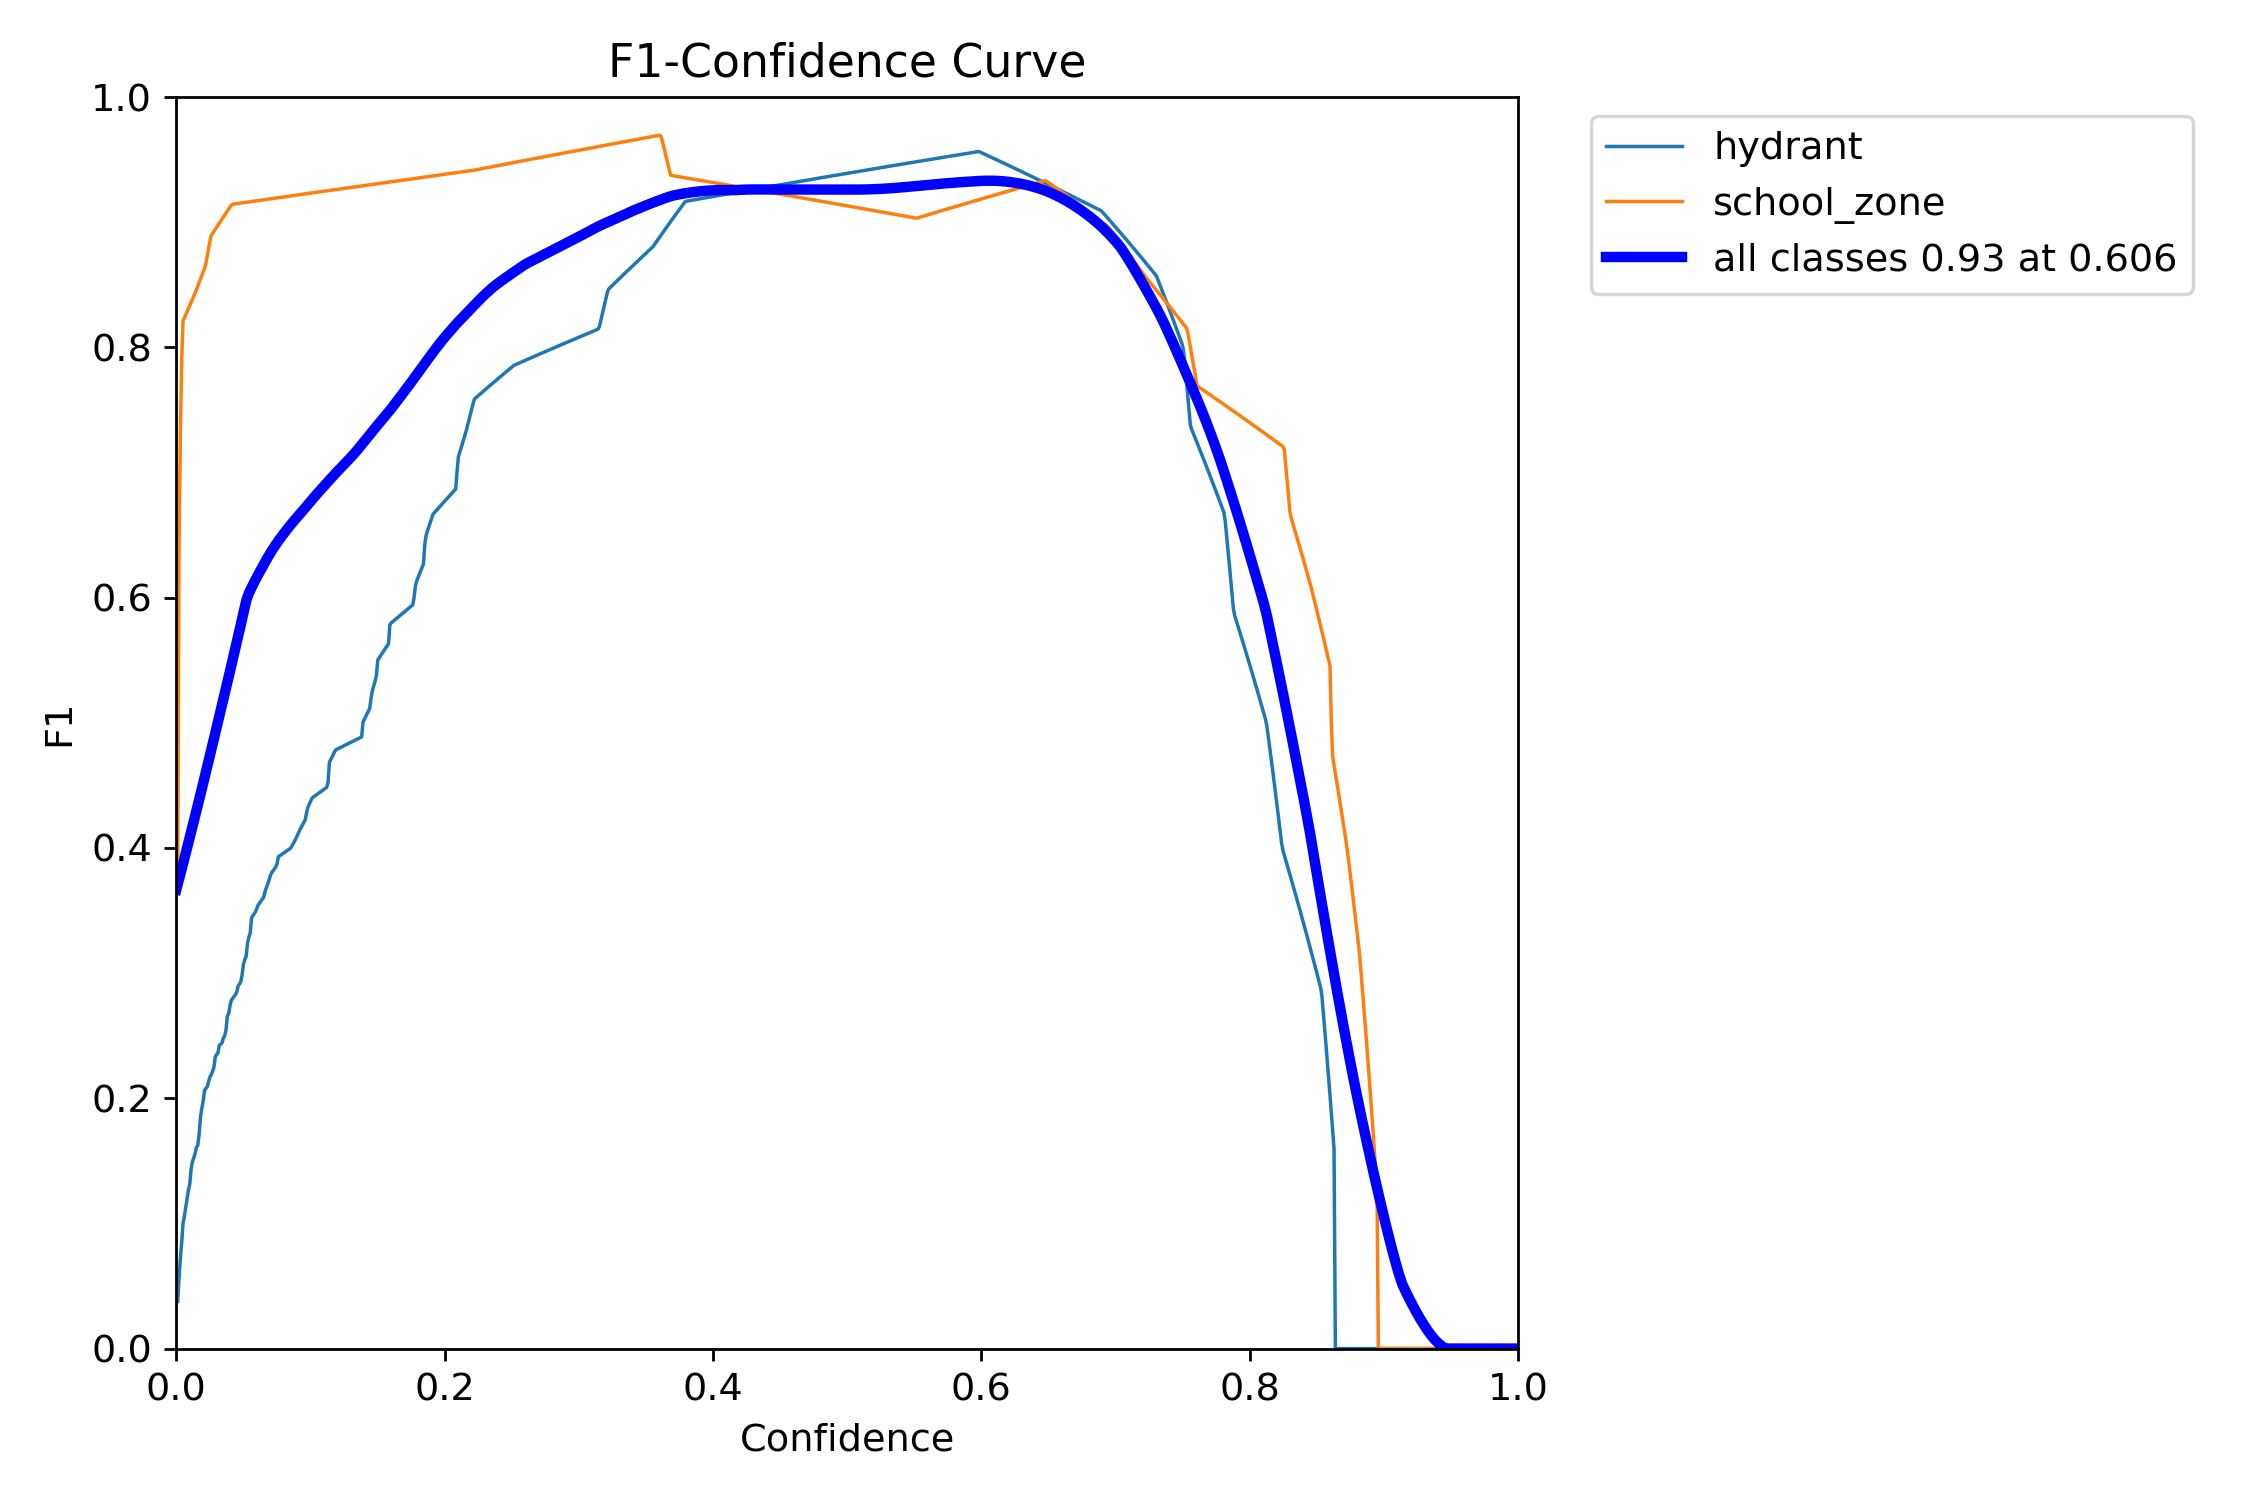 F1-Confidence Curve
hydrant
school_zone
all classes 0.93 at 0.606
1.0
0.8
0.6
0.4
0.2
0.0
F1
0.0 0.2 0.4 0.6 0.8 1.0
Confidence